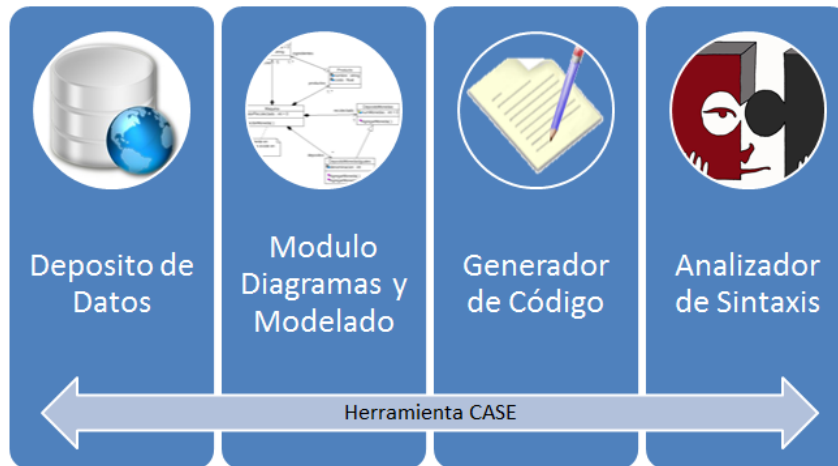 Deposito de
Datos
Modulo
Diagramas y
Modelado
Generador
de Código
Analizador
de Sintaxis
Herramienta CASE